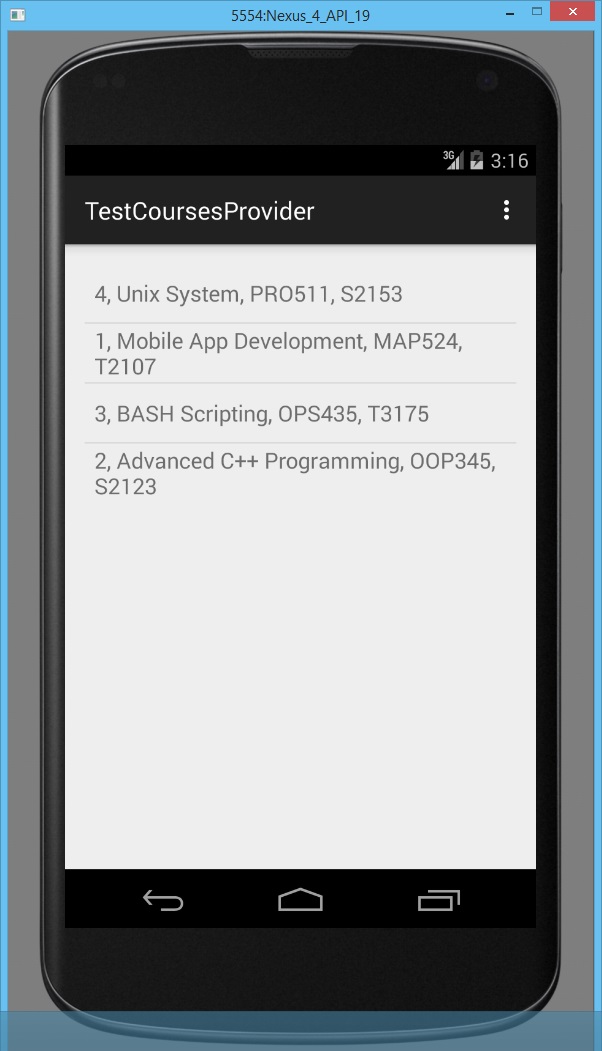 5554:Nexus_4_API_19
3G 3:16
TestCoursesProvider
4, Unix System, PRO511, S2153
1, Mobile App Development, MAP524,
T2107
3, BASH Scripting, OPS435, T3175
2, Advanced C++ Programming, OOP345,
S2123